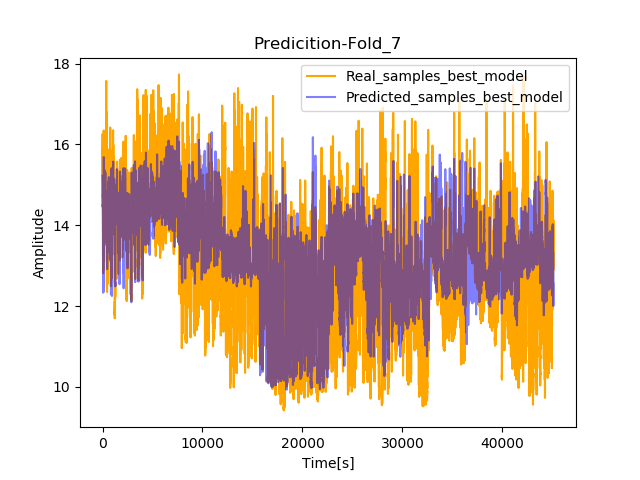 Predicition-Fold_7
Real_samples_best_model
Predicted_samples_best_model
18
16
14
12
10
Amplitude
0
10000
20000
30000
40000
Time[s]